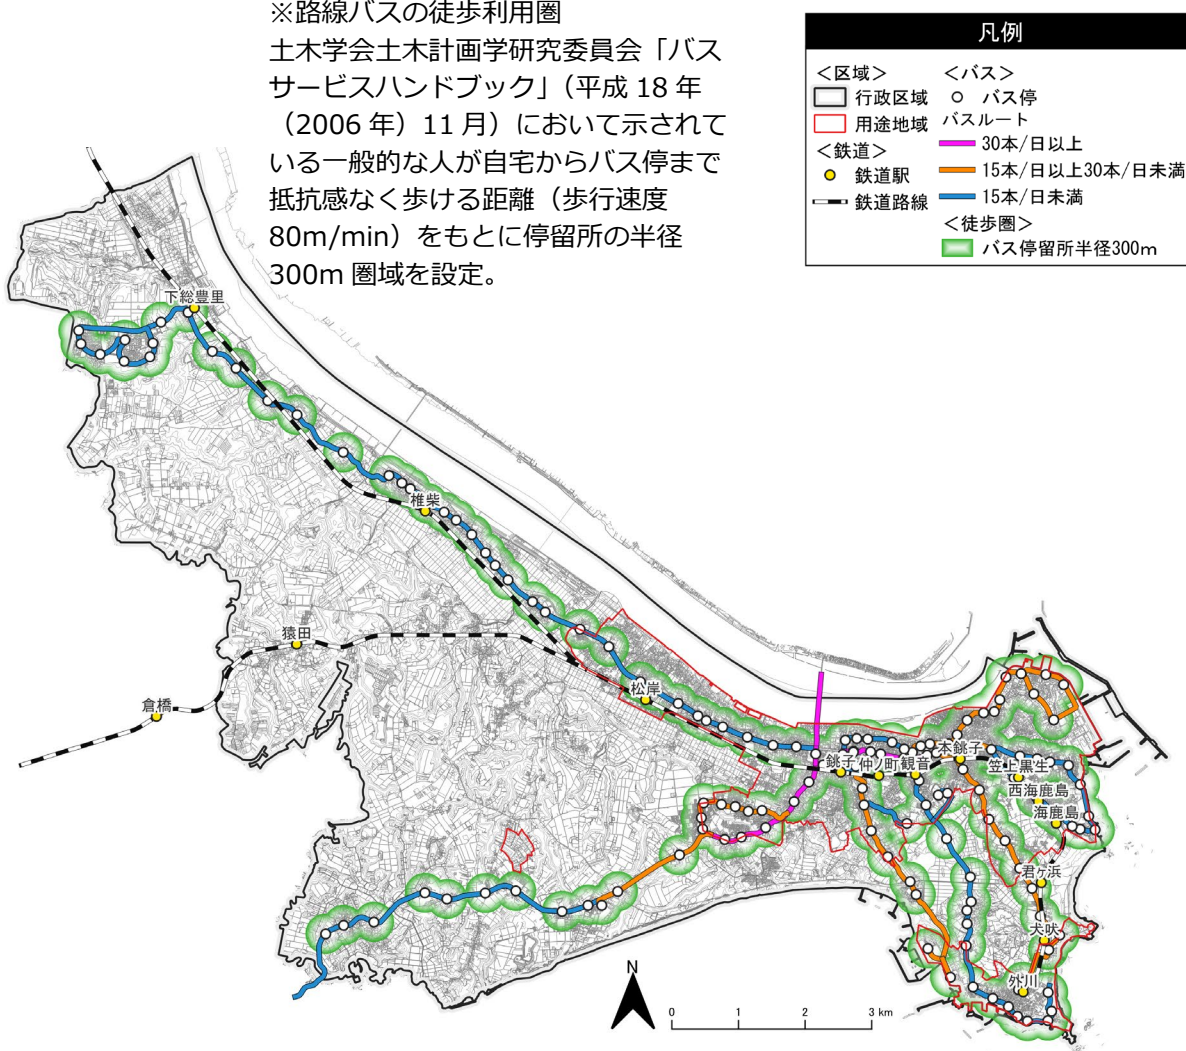 ※路線バスの徒歩利用圏
土木学会土木計画学研究委員会「バス
サービスハンドブック」（平成 18 年
（2006 年）11 月）において示されて
いる一般的な人が自宅からバス停まで
抵抗感なく歩ける距離（歩行速度
80m/min）をもとに停留所の半径
300m 圏域を設定。
凡例
＜区域＞
行政区域
用途地域
＜鉄道＞
鉄道駅
鉄道路線
＜バス＞
バス停
バスルート
30本/日以上
15本/日以上30本/日未満
15本/日未満
＜徒歩圏＞
バス停留所半径300m
下総豊里
椎柴
猿田
倉橋
松岸
銚子
仲ノ町
観音
本銚子
笠上黒生
西海鹿島
海鹿島
君ヶ浜
犬吠
外川
N
0 1 2 3 km